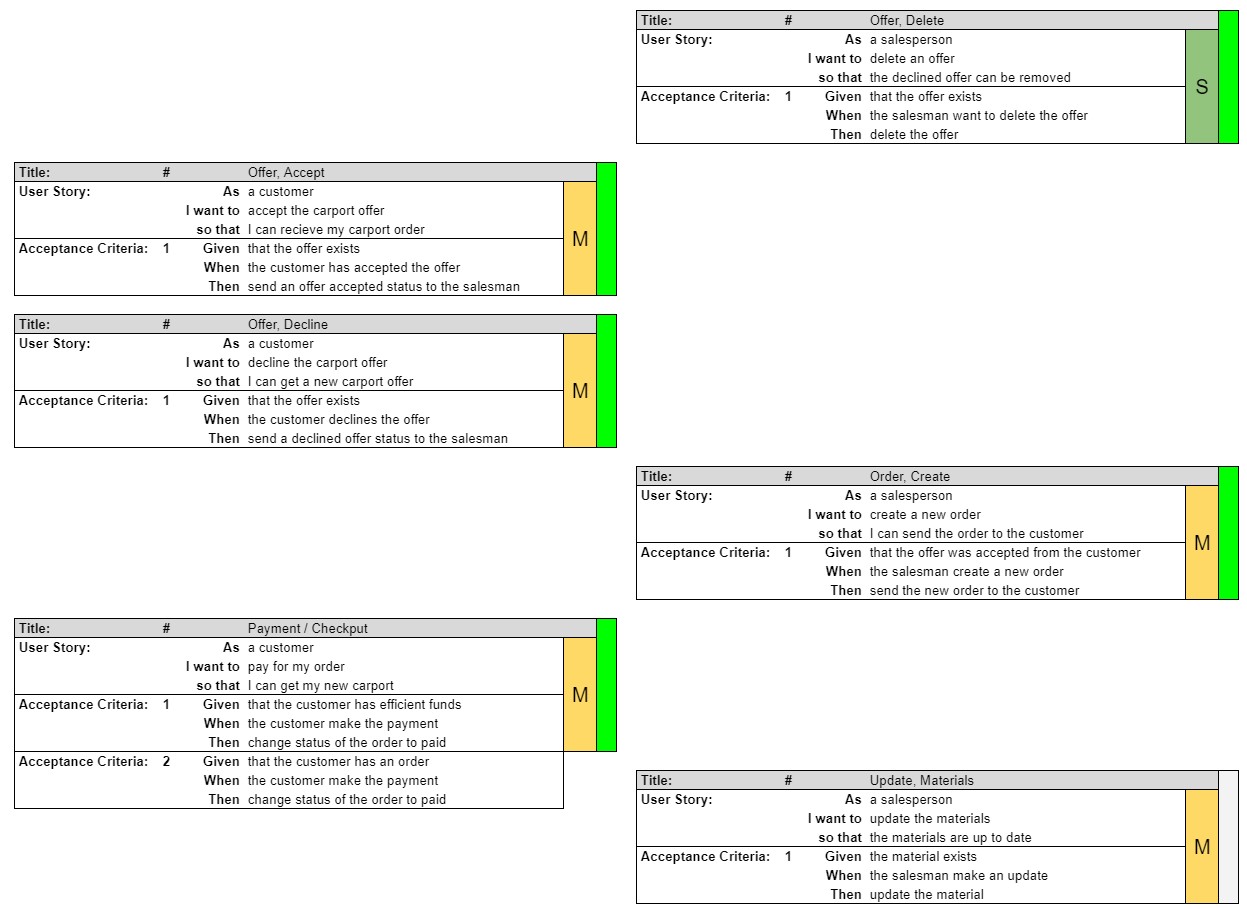 Title: # Offer, Delete
User Story: As a salesperson
I want to delete an offer
so that the declined offer can be removed
Acceptance Criteria: 1 Given that the offer exists
When the salesman want to delete the offer
Then delete the offer
S
Title: # Offer, Accept
User Story: As a customer
I want to accept the carport offer
so that I can recieve my carport order
Acceptance Criteria: 1 Given that the offer exists
When the customer has accepted the offer
Then send an offer accepted status to the salesman
M
Title: # Offer, Decline
User Story: As a customer
I want to decline the carport offer
so that I can get a new carport offer
Acceptance Criteria: 1 Given that the offer exists
When the customer declines the offer
Then send a declined offer status to the salesman
M
Title: # Order, Create
User Story: As a salesperson
I want to create a new order
so that I can send the order to the customer
Acceptance Criteria: 1 Given that the offer was accepted from the customer
When the salesman create a new order
Then send the new order to the customer
M
Title: # Payment / Checkput
User Story: As a customer
I want to pay for my order
so that I can get my new carport
Acceptance Criteria: 1 Given that the customer has efficient funds
When the customer make the payment
Then change status of the order to paid
M
Acceptance Criteria: 2 Given that the customer has an order
When the customer make the payment
Then change status of the order to paid
Title: # Update, Materials
User Story: As a salesperson
I want to update the materials
so that the materials are up to date
Acceptance Criteria: 1 Given the material exists
When the salesman make an update
Then update the material
M